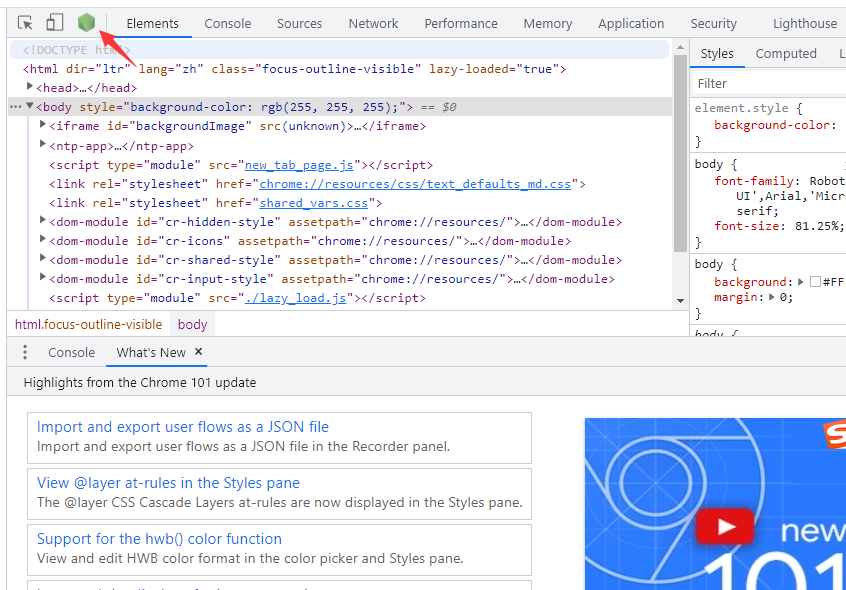 Elements Console Sources Network Performance Memory Application Security Lighthouse
<!DOCTYPE html>
<html dir="ltr" lang="zh" class="focus-outline-visible" lazy-loaded="true">
<head>…</head>
<body style="background-color: rgb(255, 255, 255);"> == $0
<iframe id="backgroundImage" src(unknown)>…</iframe>
<ntp-app>…</ntp-app>
<script type="module" src="new_tab_page.js"></script>
<link rel="stylesheet" href="chrome://resources/css/text_defaults_md.css">
<link rel="stylesheet" href="shared_vars.css">
<dom-module id="cr-hidden-style" assetpath="chrome://resources/">…</dom-module>
<dom-module id="cr-icons" assetpath="chrome://resources/">…</dom-module>
<dom-module id="cr-shared-style" assetpath="chrome://resources/">…</dom-module>
<dom-module id="cr-input-style" assetpath="chrome://resources/">…</dom-module>
<script type="module" src="./lazy_load.js"></script>
html.focus-outline-visible body
Styles Computed L
Filter
element.style {
background-color:
}
body {
font-family: Robot
UI',Arial,'Micr
serif;
font-size: 81.25%;
}
body {
background: #FF
margin: 0;
}
body {
Console What's New ×
Highlights from the Chrome 101 update
Import and export user flows as a JSON file
Import and export user flows as a JSON file in the Recorder panel.
View @layer at-rules in the Styles pane
The @layer CSS Cascade Layers at-rules are now displayed in the Styles pane.
Support for the hwb() color function
View and edit HWB color format in the color picker and Styles pane.
new
101